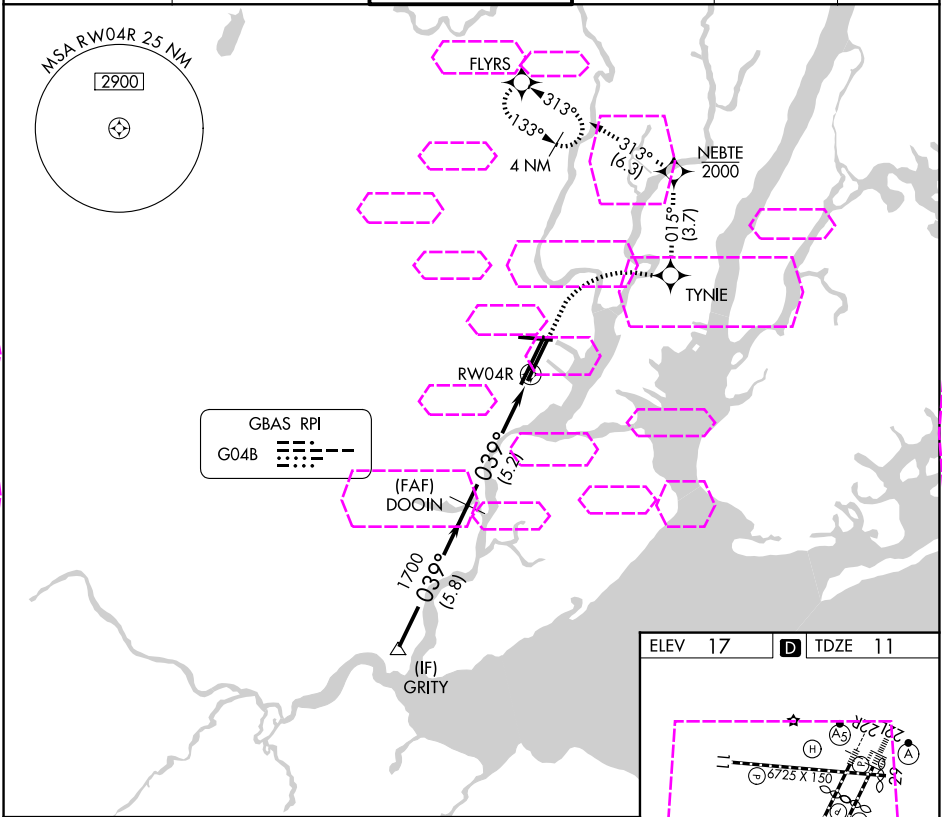 MSA RW04R 25 NM
2900
FLYRS
313°
133°
4 NM
313°
(6.3)
NEBTE
2000
015°
(3.7)
TYNIE
RW04R
GBAS RPI
G04B
039°
(5.2)
(FAF)
DOOIN
1700
039°
(5.8)
(IF)
GRITY
ELEV 17
D
TDZE 11
A5
22R
22L
A
H
P
11
P
6725 X 150
29
P